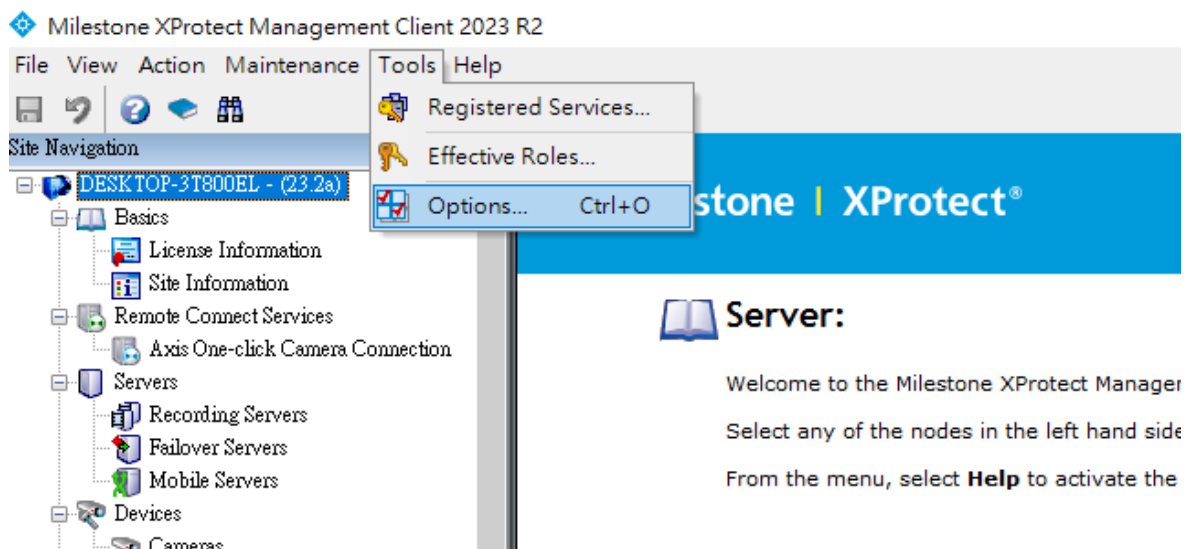 Milestone XProtect Management Client 2023 R2
File View Action Maintenance Tools Help
Registered Services...
Effective Roles...
Options... Ctrl+O
Site Navigation
DESKTOP-3T800EL - (23.2a)
Basics
License Information
Site Information
Remote Connect Services
Axis One-click Camera Connection
Servers
Recording Servers
Failover Servers
Mobile Servers
Devices
Cameras
stone | XProtect®
Server:
Welcome to the Milestone XProtect Manager
Select any of the nodes in the left hand side
From the menu, select Help to activate the